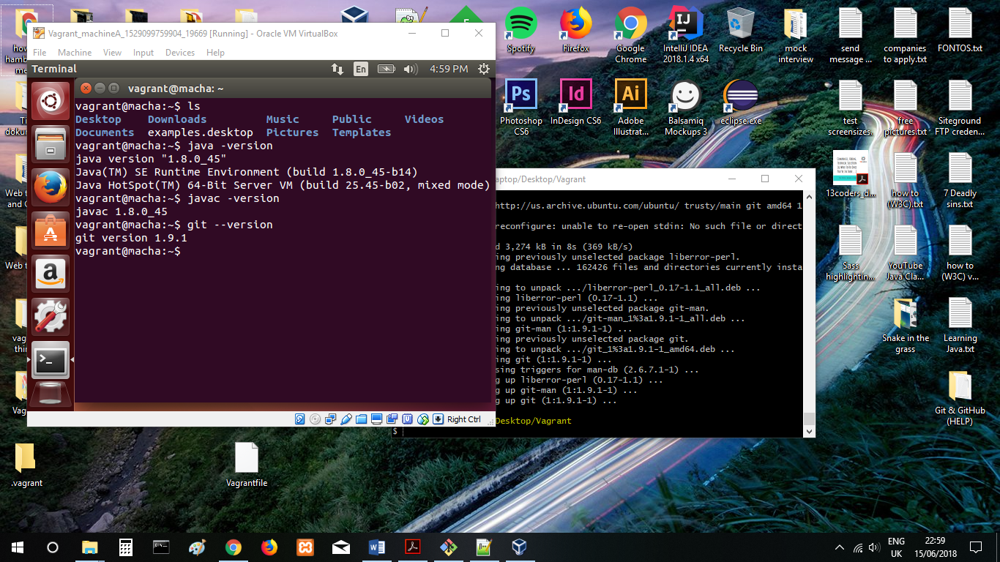 Vagrant_machineA_1529099759904_19669 [Running] - Oracle VM VirtualBox
File Machine View Input Devices Help
Terminal
En
4:59 PM
vagrant@macha: ~
vagrant@macha:~$ ls
Desktop Downloads Music Public Videos
Documents examples.desktop Pictures Templates
vagrant@macha:~$ java -version
java version "1.8.0_45"
Java(TM) SE Runtime Environment (build 1.8.0_45-b14)
Java HotSpot(TM) 64-Bit Server VM (build 25.45-b02, mixed mode)
vagrant@macha:~$ javac -version
javac 1.8.0_45
vagrant@macha:~$ git --version
git version 1.9.1
vagrant@macha:~$
Right Ctrl
aptop/Desktop/Vagrant
http://us.archive.ubuntu.com/ubuntu/ trusty/main git amd64 1
reconfigure: unable to re-open stdin: No such file or direct
d 3,274 kB in 8s (369 kB/s)
ing previously unselected package liberror-perl.
ng database ... 162426 files and directories currently insta
ing to unpack .../liberror-perl_0.17-1.1_all.deb ...
ing liberror-perl (0.17-1.1) ...
ing previously unselected package git-man.
ing to unpack .../git-man_1%3a1.9.1-1_all.deb ...
ing git-man (1:1.9.1-1) ...
ing previously unselected package git.
ing to unpack .../git_1%3a1.9.1-1_amd64.deb ...
ing git (1:1.9.1-1) ...
sing triggers for man-db (2.6.7.1-1) ...
g up liberror-perl (0.17-1.1) ...
g up git-man (1:1.9.1-1) ...
g up git (1:1.9.1-1) ...
Desktop/Vagrant
$
Spotify
Firefox
Google
Chrome
IntelliJ IDEA
2018.1.4 x64
Recycle Bin
mock
interview
send
message ...
companies
to apply.txt
FONTOS.txt
Ps
Photoshop
CS6
Id
InDesign CS6
Ai
Adobe
Illustrat...
Balsamiq
Mockups 3
eclipse.exe
test
screensizes.
free
pictures.txt
Siteground
FTP creden...
13coders_d...
how to
(W3C).txt
7 Deadly
sins.txt
Sass
highlightin...
YouTube
Java Cla...
how to
(W3C) v...
Snake in the
grass
Learning
Java.txt
Git & GitHub
(HELP)
how
hamb
me
Ti
dokum
Web t
and C
Web t
vag
thin
Vag
.vagrant
Vagrantfile
ENG
UK
22:59
15/06/2018